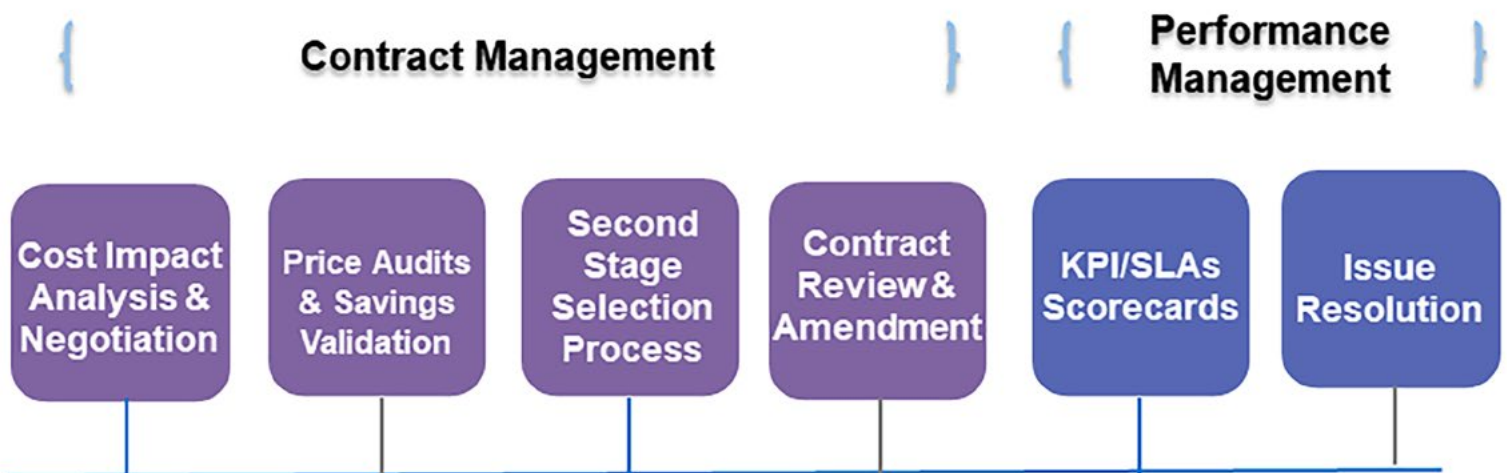 Contract Management
Performance
Management
Cost Impact
Analysis &
Negotiation
Price Audits
& Savings
Validation
Second
Stage
Selection
Process
Contract
Review &
Amendment
KPI/SLAs
Scorecards
Issue
Resolution